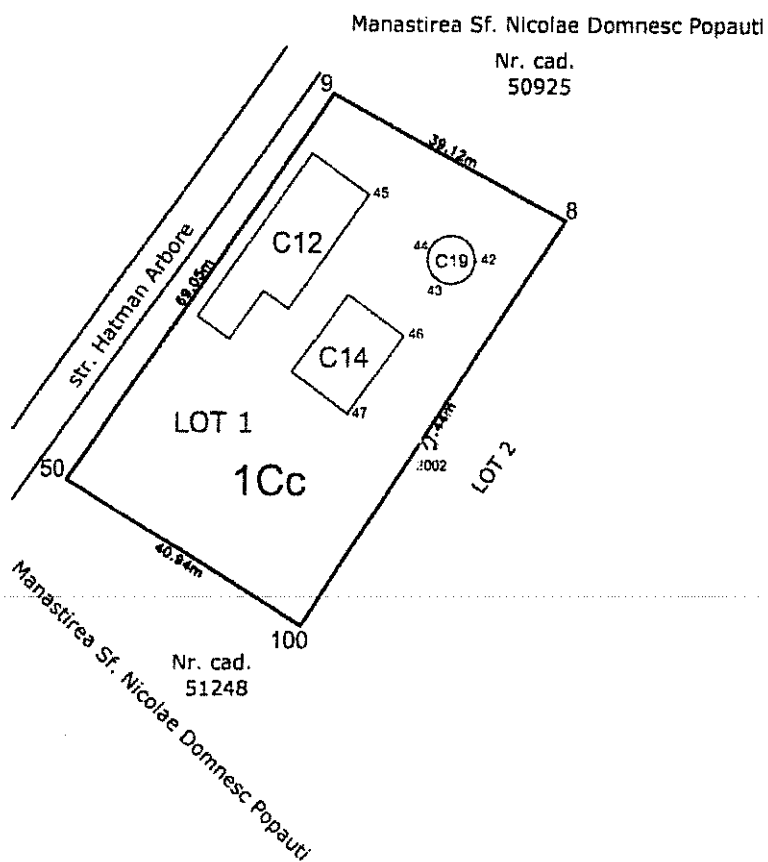 Manastirea Sf. Nicolae Domnesc Popauti
Nr. cad.
50925
9
39.12m
8
45
C12
44
C19
42
43
str. Hatman Arbore
69.05m
46
C14
47
LOT 1
2002
LOT 2
50
1Cc
40.94m
100
Manastirea Sf. Nicolae Domnesc Popauti
Nr. cad.
51248